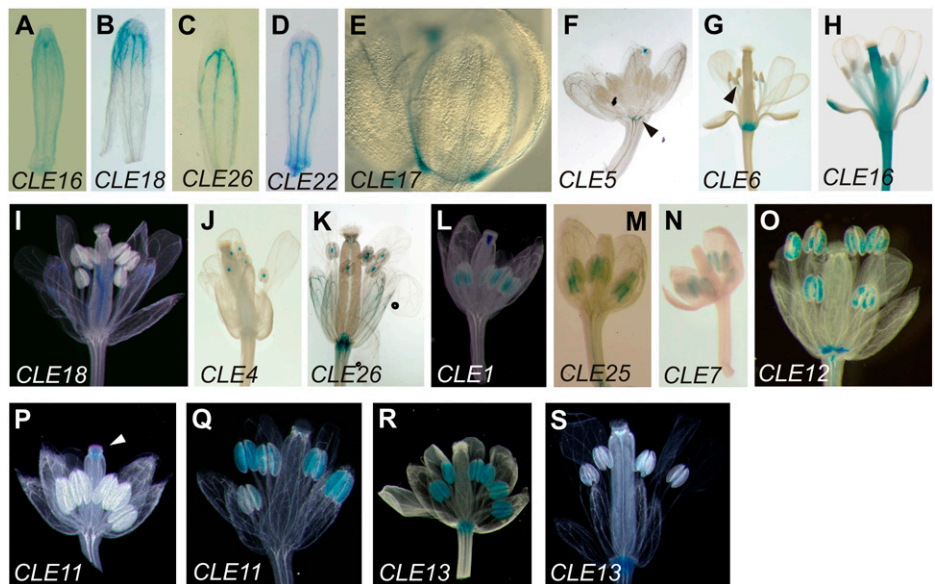 A B C D E F G H
CLE16 CLE18 CLE26 CLE22 CLE17 CLE5 CLE6 CLE16
I J K L M N O
CLE18 CLE4 CLE26 CLE1 CLE25 CLE7 CLE12
P Q R S
CLE11 CLE11 CLE13 CLE13